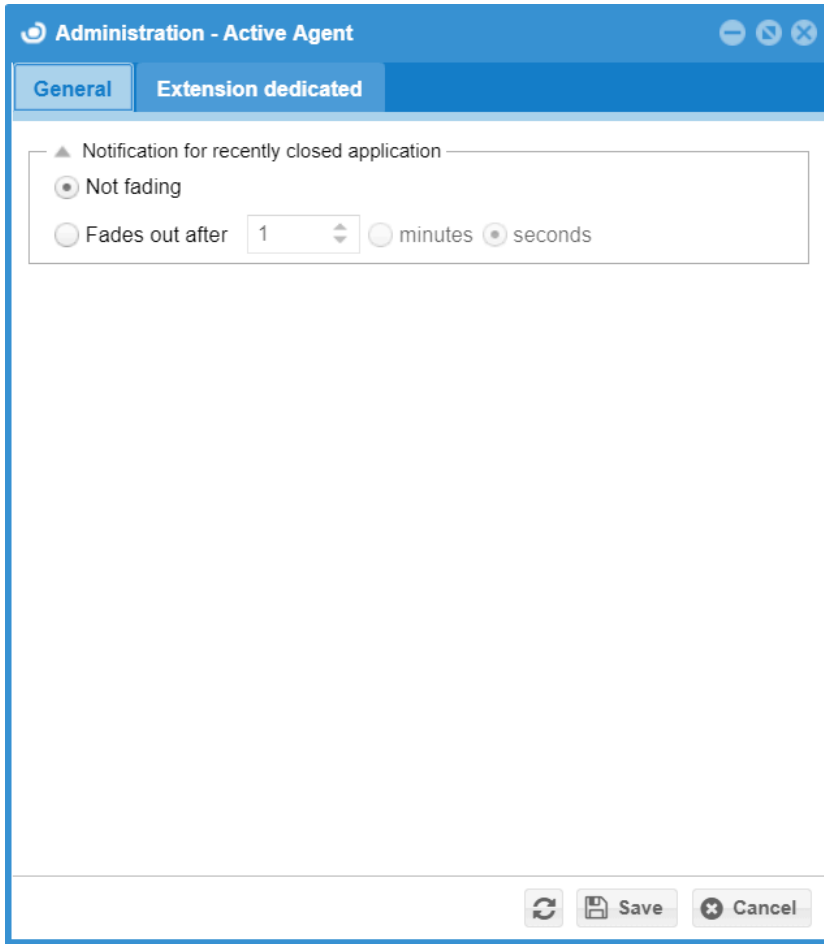 Administration - Active Agent
General Extension dedicated
Notification for recently closed application
Not fading
Fades out after 1 minutes seconds
Save Cancel